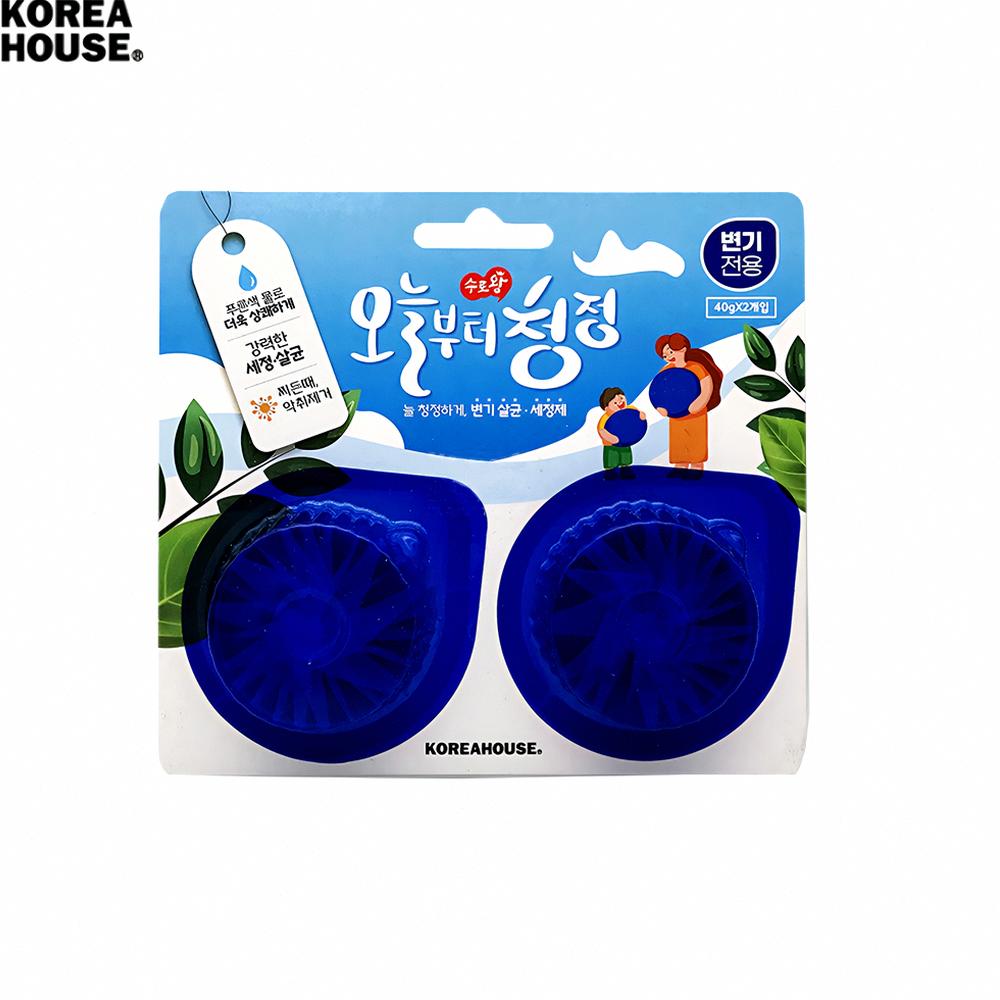 KOREA
HOUSE®
푸른색 물로
더욱 상쾌하게
강력한
세정·살균
찌든때,
악취제거
수로왕
오늘부터 청정
늘 청정하게, 변기 살균·세정제
변기
전용
40gX2개입
KOREAHOUSE®